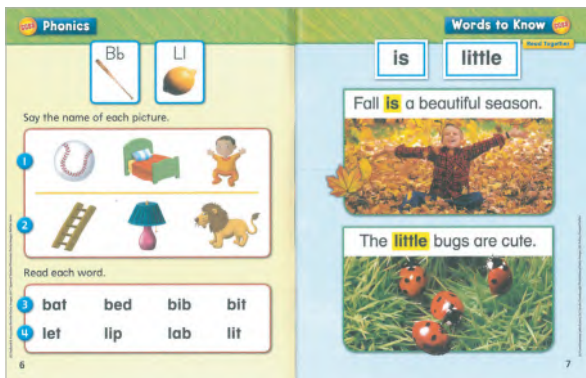 Phonics
Bb
Ll
Say the name of each picture.
1
2
Read each word.
3 bat bed bib bit
4 let lip lab lit
6
Words to Know
Read Together
is
little
Fall is a beautiful season.
The little bugs are cute.
7